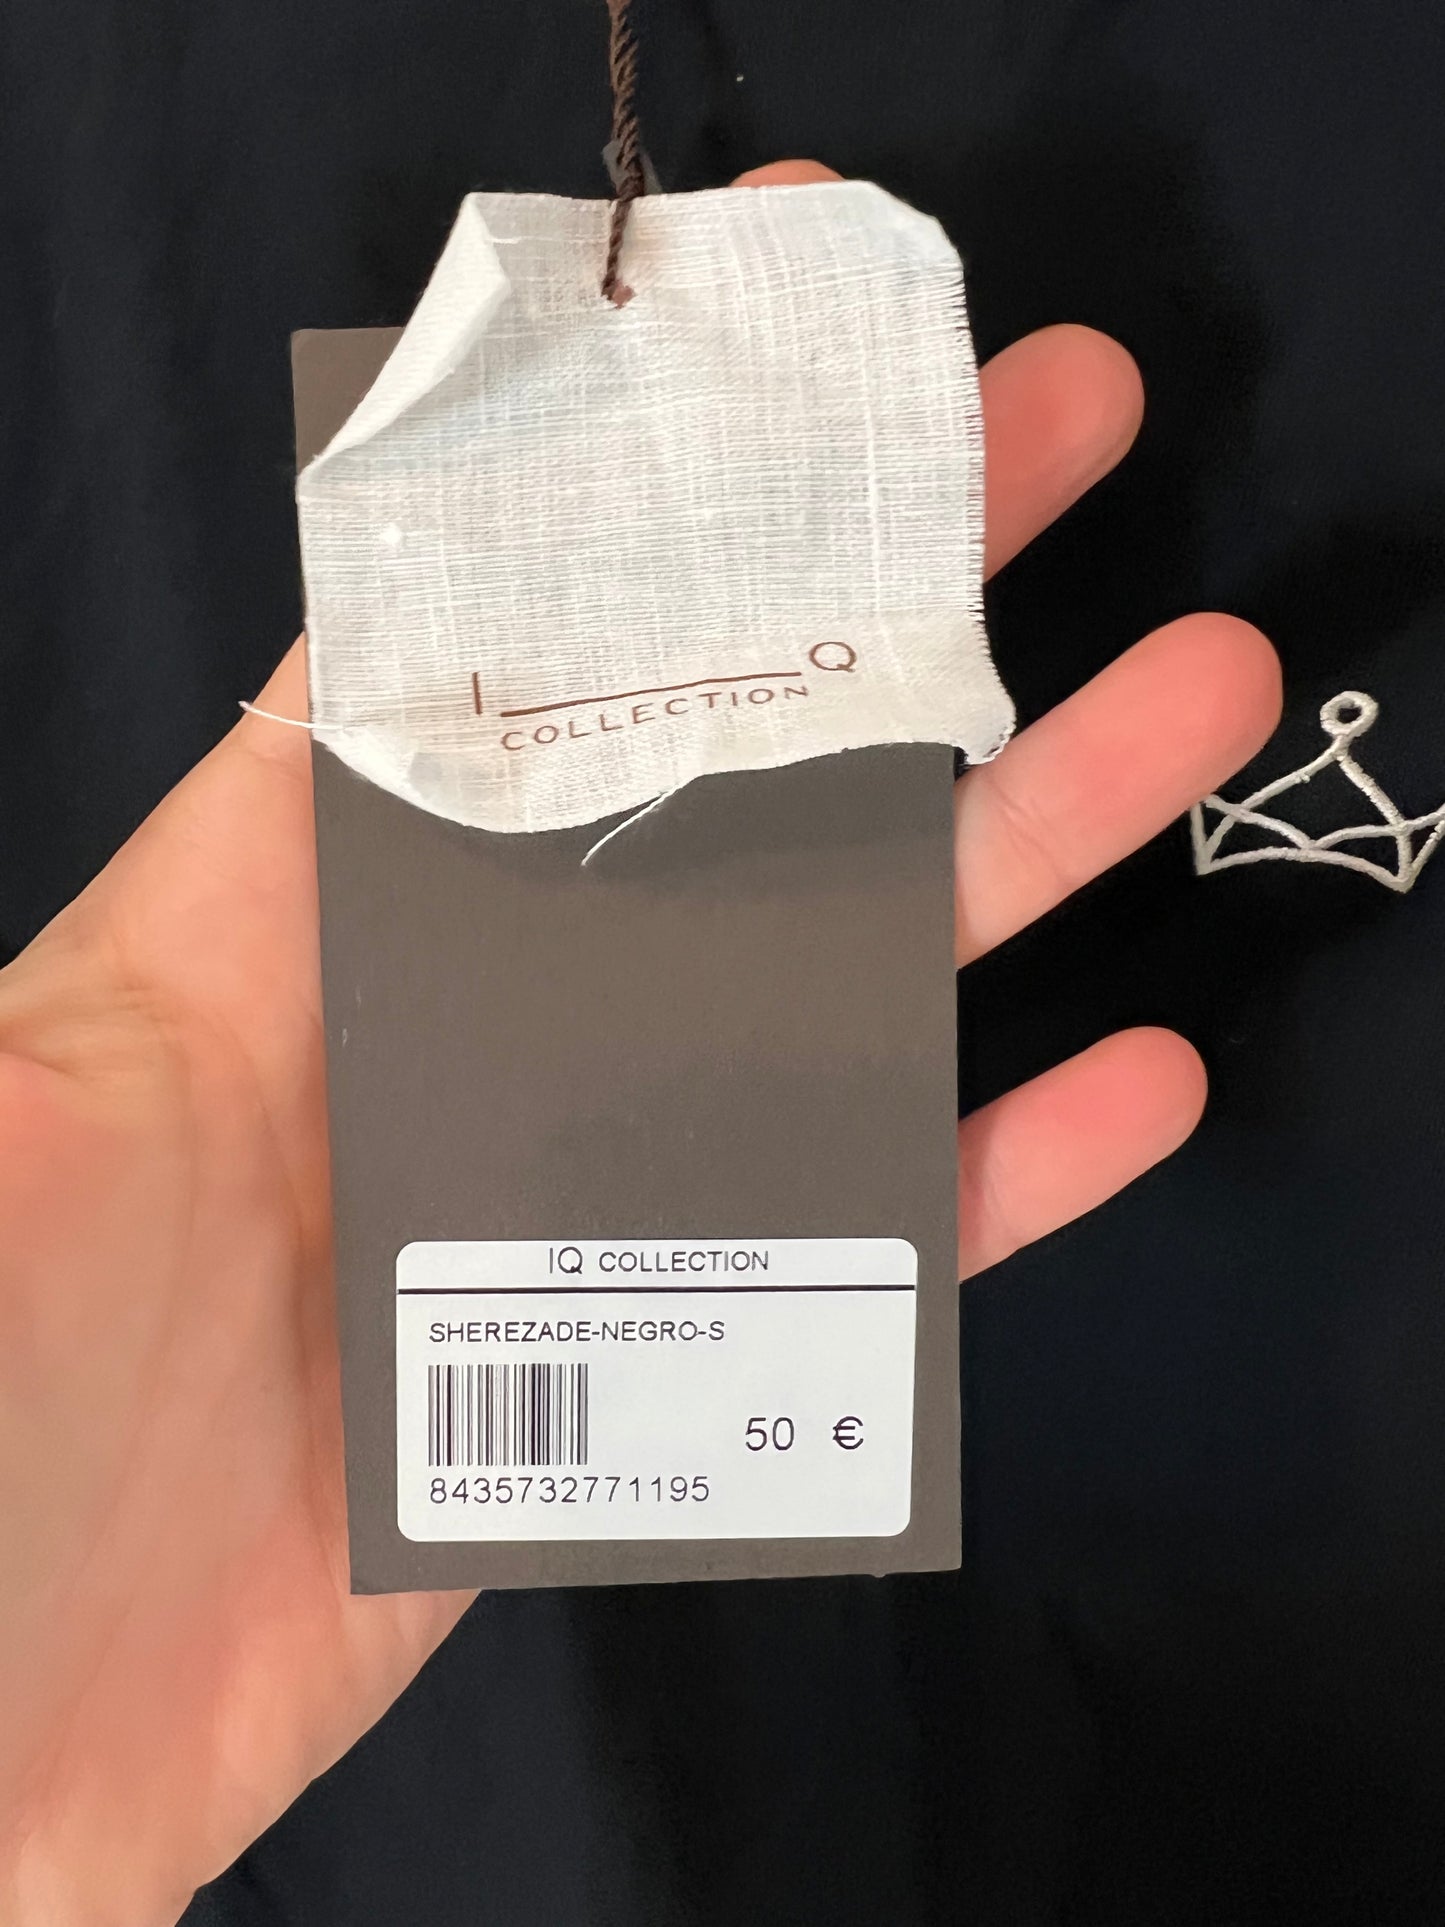 I Q
COLLECTION
IQ COLLECTION
SHEREZADE-NEGRO-S
50 €
8435732771195